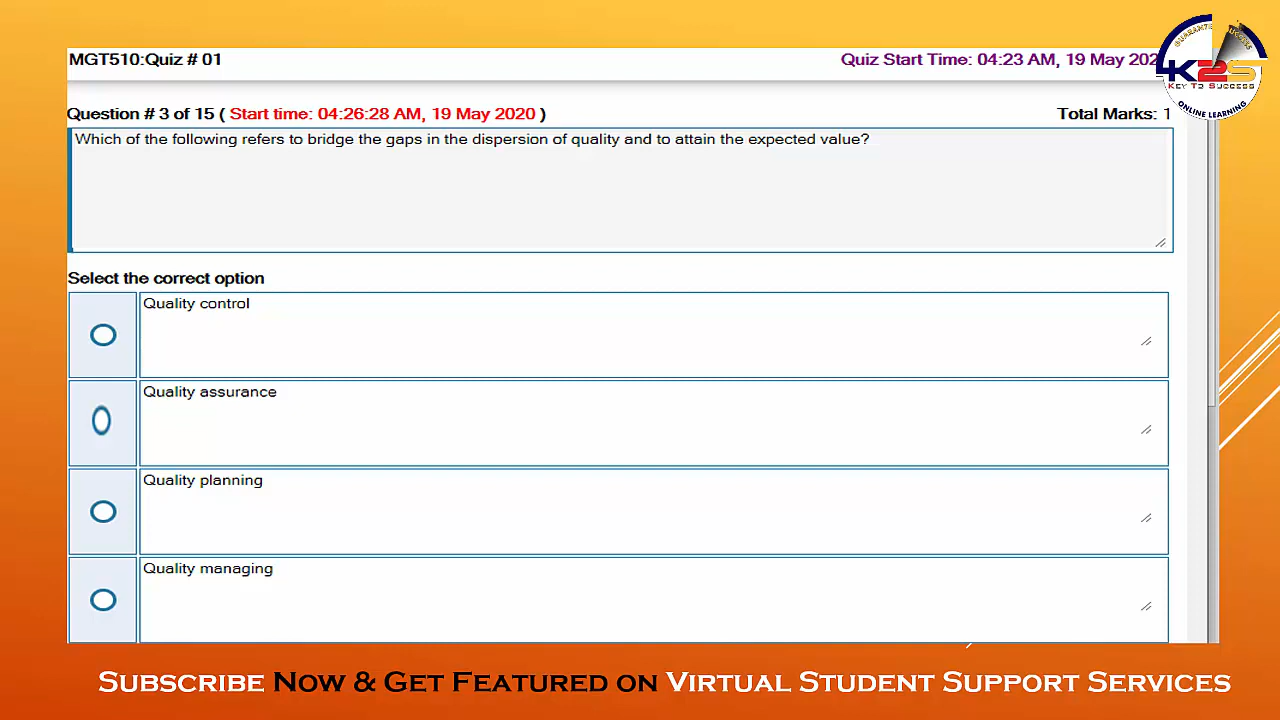 MGT510:Quiz # 01
Quiz Start Time: 04:23 AM, 19 May 202
GUARANTEED SUCCESS
K2S
KEY TO SUCCESS
ONLINE LEARNING
Question # 3 of 15 ( Start time: 04:26:28 AM, 19 May 2020 )
Total Marks: 1
Which of the following refers to bridge the gaps in the dispersion of quality and to attain the expected value?
Select the correct option
Quality control
Quality assurance
Quality planning
Quality managing
SUBSCRIBE NOW & GET FEATURED ON VIRTUAL STUDENT SUPPORT SERVICES